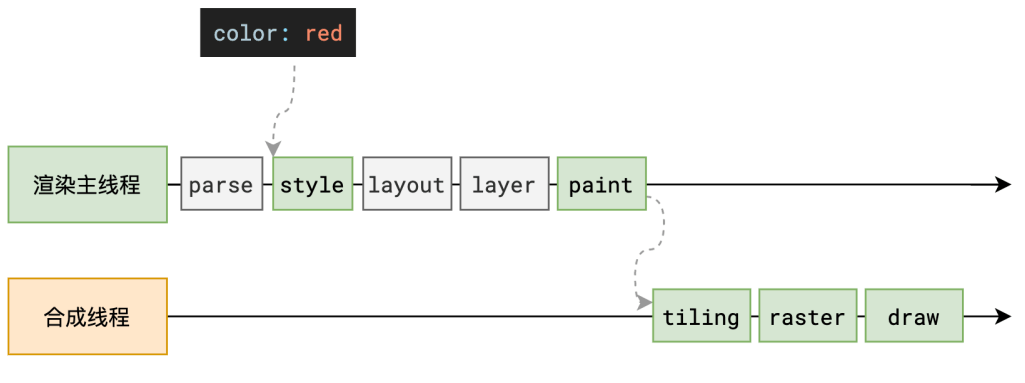 color: red
渲染主线程
parse
style
layout
layer
paint
合成线程
tiling
raster
draw